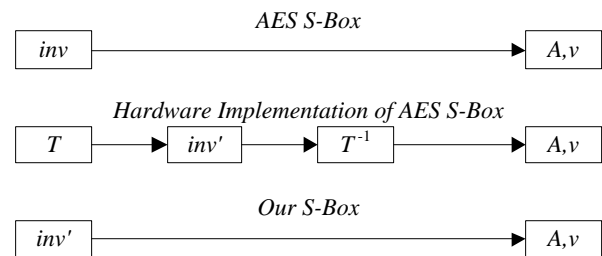 AES S-Box
inv A,v
Hardware Implementation of AES S-Box
T inv' T⁻¹ A,v
Our S-Box
inv' A,v